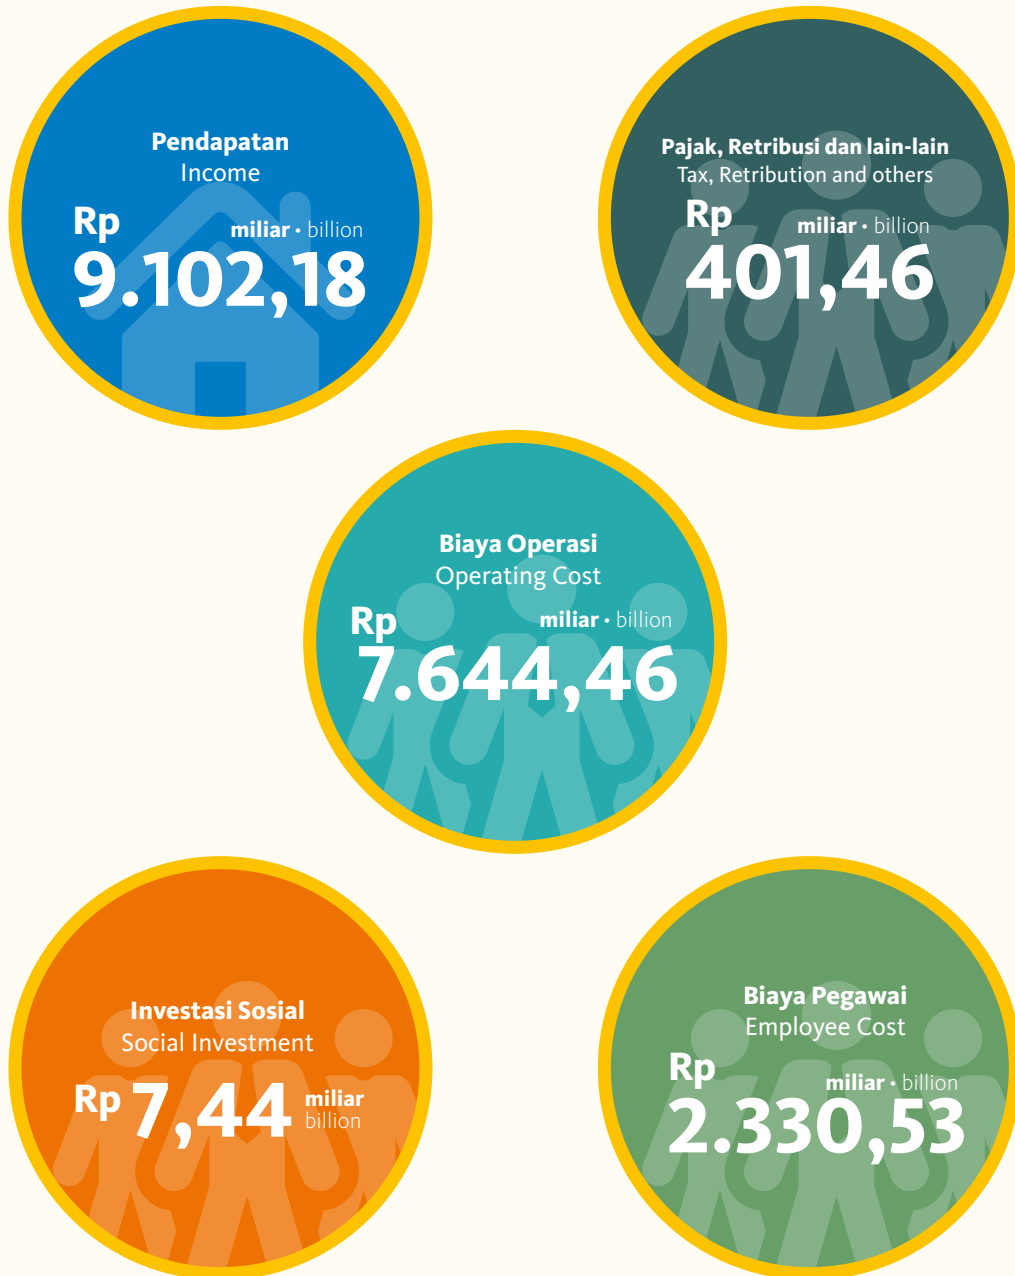 Pendapatan
Income
Rp miliar • billion
9.102,18
Pajak, Retribusi dan lain-lain
Tax, Retribution and others
Rp miliar • billion
401,46
Biaya Operasi
Operating Cost
Rp miliar • billion
7.644,46
Investasi Sosial
Social Investment
Rp 7,44 miliar
billion
Biaya Pegawai
Employee Cost
Rp miliar • billion
2.330,53